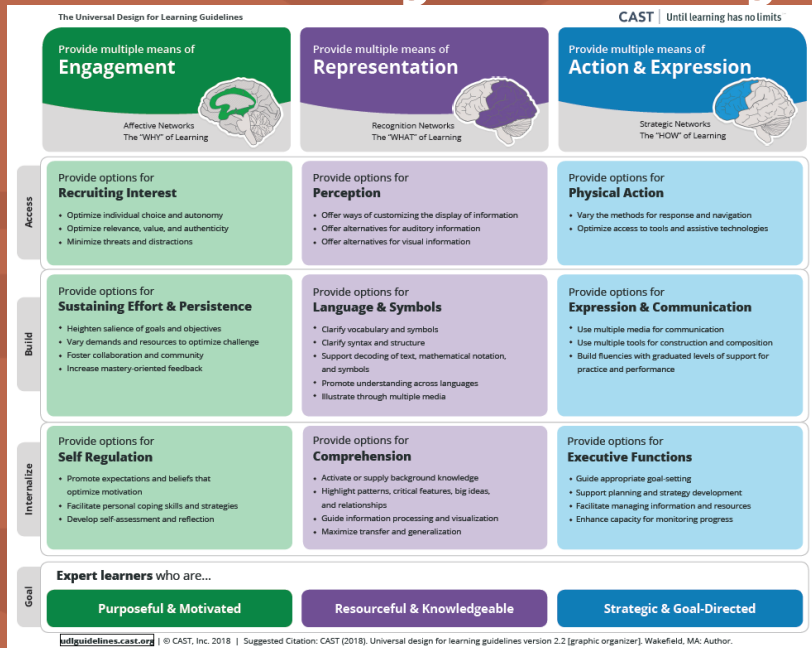 The Universal Design for Learning Guidelines
CAST | Until learning has no limits
Provide multiple means of
Engagement
Affective Networks
The "WHY" of Learning
Provide multiple means of
Representation
Recognition Networks
The "WHAT" of Learning
Provide multiple means of
Action & Expression
Strategic Networks
The "HOW" of Learning
Access
Provide options for
Recruiting Interest
• Optimize individual choice and autonomy
• Optimize relevance, value, and authenticity
• Minimize threats and distractions
Provide options for
Perception
• Offer ways of customizing the display of information
• Offer alternatives for auditory information
• Offer alternatives for visual information
Provide options for
Physical Action
• Vary the methods for response and navigation
• Optimize access to tools and assistive technologies
Build
Provide options for
Sustaining Effort & Persistence
• Heighten salience of goals and objectives
• Vary demands and resources to optimize challenge
• Foster collaboration and community
• Increase mastery-oriented feedback
Provide options for
Language & Symbols
• Clarify vocabulary and symbols
• Clarify syntax and structure
• Support decoding of text, mathematical notation,
and symbols
• Promote understanding across languages
• Illustrate through multiple media
Provide options for
Expression & Communication
• Use multiple media for communication
• Use multiple tools for construction and composition
• Build fluencies with graduated levels of support for
practice and performance
Internalize
Provide options for
Self Regulation
• Promote expectations and beliefs that
optimize motivation
• Facilitate personal coping skills and strategies
• Develop self-assessment and reflection
Provide options for
Comprehension
• Activate or supply background knowledge
• Highlight patterns, critical features, big ideas,
and relationships
• Guide information processing and visualization
• Maximize transfer and generalization
Provide options for
Executive Functions
• Guide appropriate goal-setting
• Support planning and strategy development
• Facilitate managing information and resources
• Enhance capacity for monitoring progress
Goal
Expert learners who are...
Purposeful & Motivated
Resourceful & Knowledgeable
Strategic & Goal-Directed
udlguidelines.cast.org | © CAST, Inc. 2018 | Suggested Citation: CAST (2018). Universal design for learning guidelines version 2.2 [graphic organizer]. Wakefield, MA: Author.